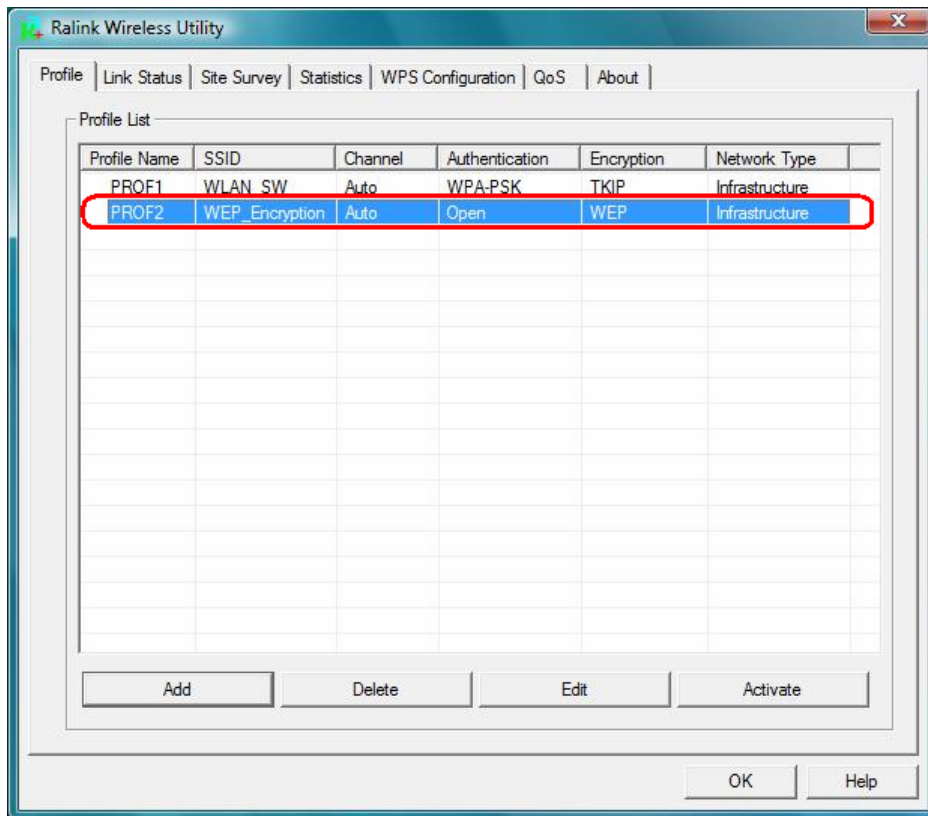 Ralink Wireless Utility
Profile Link Status Site Survey Statistics WPS Configuration QoS About
Profile List
Profile Name SSID Channel Authentication Encryption Network Type
PROF1 WLAN_SW Auto WPA-PSK TKIP Infrastructure
PROF2 WEP_Encryption Auto Open WEP Infrastructure
Add Delete Edit Activate
OK Help